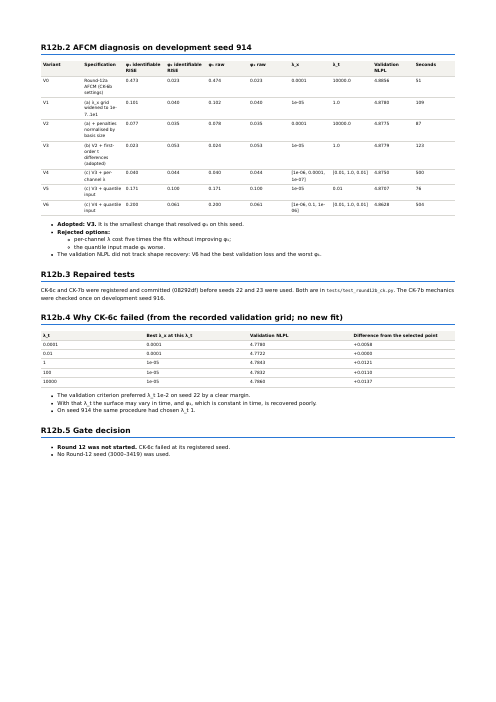 R12b.2 AFCM diagnosis on development seed 914
Variant Specification φ₁ identifiable RISE φ₂ identifiable RISE φ₁ raw φ₂ raw λ_x λ_t Validation NLPL Seconds
V0 Round-12a AFCM (CK-6b settings) 0.473 0.023 0.474 0.023 0.0001 10000.0 4.8856 51
V1 (a) λ_x grid widened to 1e-7..1e1 0.101 0.040 0.102 0.040 1e-05 1.0 4.8780 109
V2 (a) + penalties normalised by basis size 0.077 0.035 0.078 0.035 0.0001 10000.0 4.8775 87
V3 (b) V2 + first-order t differences (adopted) 0.023 0.053 0.024 0.053 1e-05 1.0 4.8779 123
V4 (c) V3 + per-channel λ 0.040 0.044 0.040 0.044 [1e-06, 0.0001, 1e-07] [0.01, 1.0, 0.01] 4.8750 500
V5 (c) V3 + quantile input 0.171 0.100 0.171 0.100 1e-05 0.01 4.8707 76
V6 (c) V4 + quantile input 0.200 0.061 0.200 0.061 [1e-06, 0.1, 1e-06] [0.01, 1.0, 0.01] 4.8628 504
• Adopted: V3. It is the smallest change that resolved φ₁ on this seed.
• Rejected options:
◦ per-channel λ cost five times the fits without improving φ₁;
◦ the quantile input made φ₁ worse.
• The validation NLPL did not track shape recovery: V6 had the best validation loss and the worst φ₁.
R12b.3 Repaired tests
CK-6c and CK-7b were registered and committed (08292df) before seeds 22 and 23 were used. Both are in tests/test_round12b_ck.py. The CK-7b mechanics
were checked once on development seed 916.
R12b.4 Why CK-6c failed (from the recorded validation grid; no new fit)
λ_t Best λ_x at this λ_t Validation NLPL Difference from the selected point
0.0001 0.0001 4.7780 +0.0058
0.01 0.0001 4.7722 +0.0000
1 1e-05 4.7843 +0.0121
100 1e-05 4.7832 +0.0110
10000 1e-05 4.7860 +0.0137
• The validation criterion preferred λ_t 1e-2 on seed 22 by a clear margin.
• With that λ_t the surface may vary in time, and φ₁, which is constant in time, is recovered poorly.
• On seed 914 the same procedure had chosen λ_t 1.
R12b.5 Gate decision
• Round 12 was not started. CK-6c failed at its registered seed.
• No Round-12 seed (3000–3419) was used.